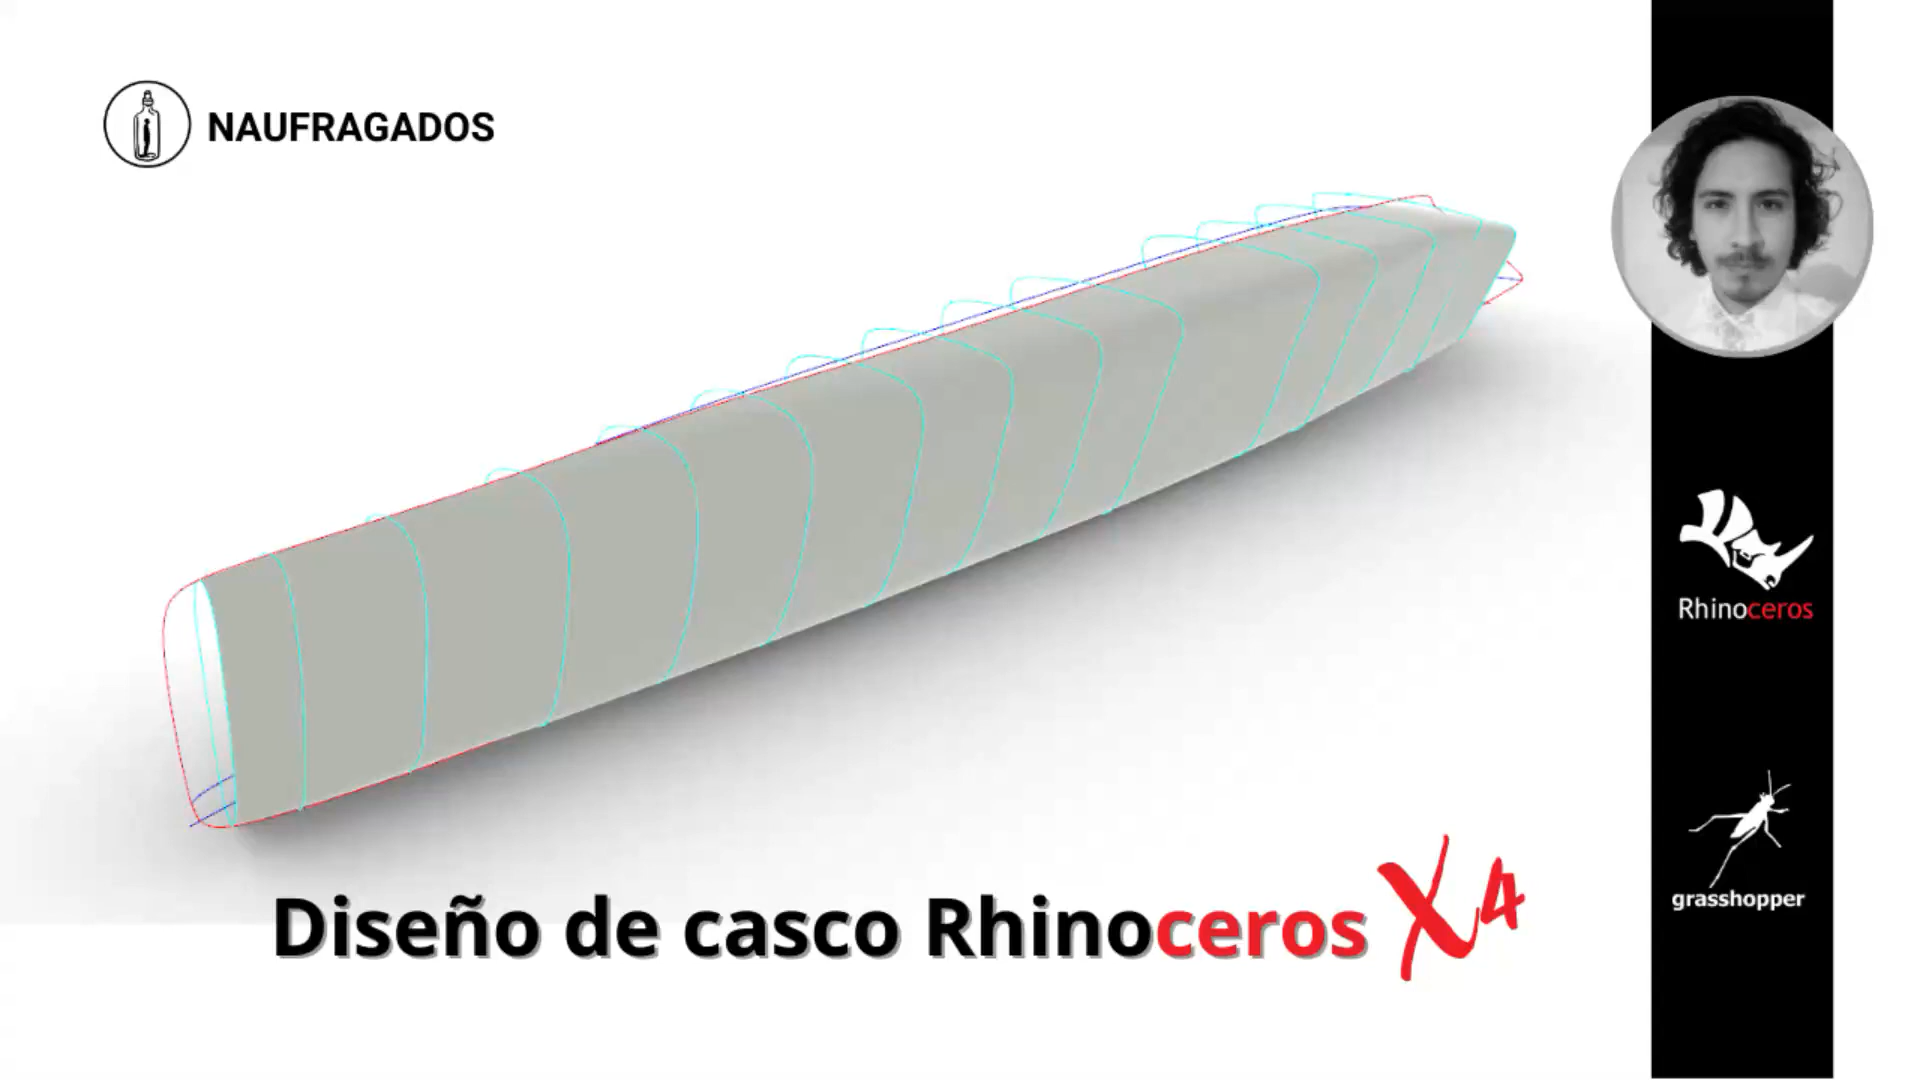 NAUFRAGADOS
Rhinoceros
grasshopper
Diseño de casco Rhinoceros X4